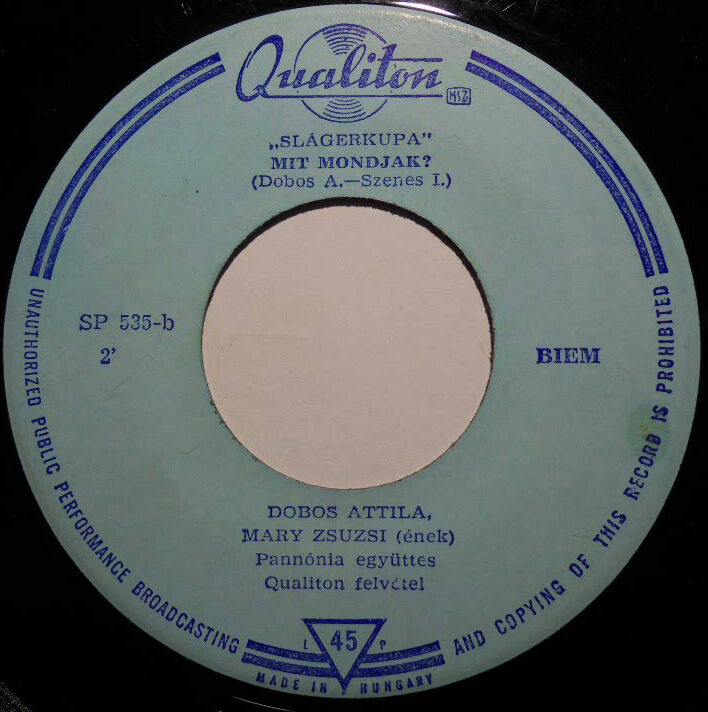 Qualiton
MSZ
„SLÁGERKUPA"
MIT MONDJAK?
(Dobos A.—Szenes I.)
SP 535-b
2'
BIEM
DOBOS ATTILA,
MARY ZSUZSI (ének)
Pannónia együttes
Qualiton felvétel
L 45 P
MADE IN HUNGARY
UNAUTHORIZED PUBLIC PERFORMANCE BROADCASTING AND COPYING OF THIS RECORD IS PROHIBITED